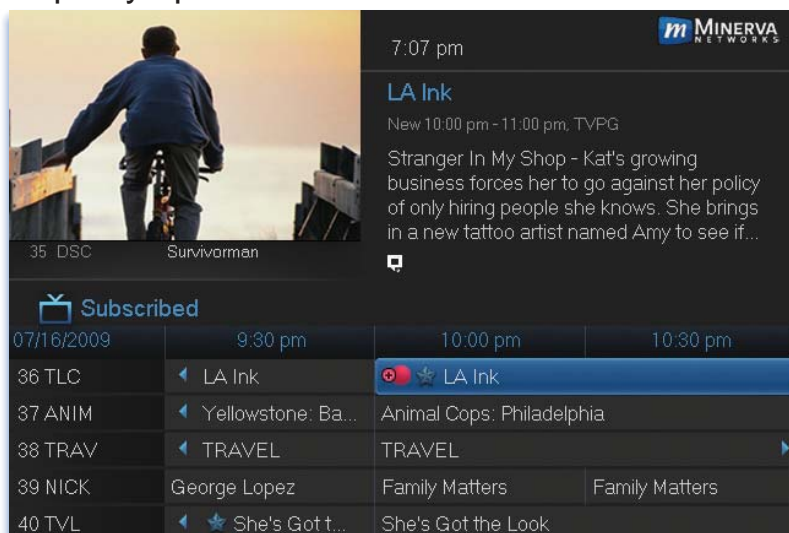 7:07 pm
m MINERVA
NETWORKS
LA Ink
New 10:00 pm - 11:00 pm, TVPG
Stranger In My Shop - Kat's growing
business forces her to go against her policy
of only hiring people she knows. She brings
in a new tattoo artist named Amy to see if...
35 DSC Survivorman
Subscribed
07/16/2009 9:30 pm 10:00 pm 10:30 pm
36 TLC LA Ink LA Ink
37 ANIM Yellowstone: Ba... Animal Cops: Philadelphia
38 TRAV TRAVEL TRAVEL
39 NICK George Lopez Family Matters Family Matters
40 TVL She's Got t... She's Got the Look